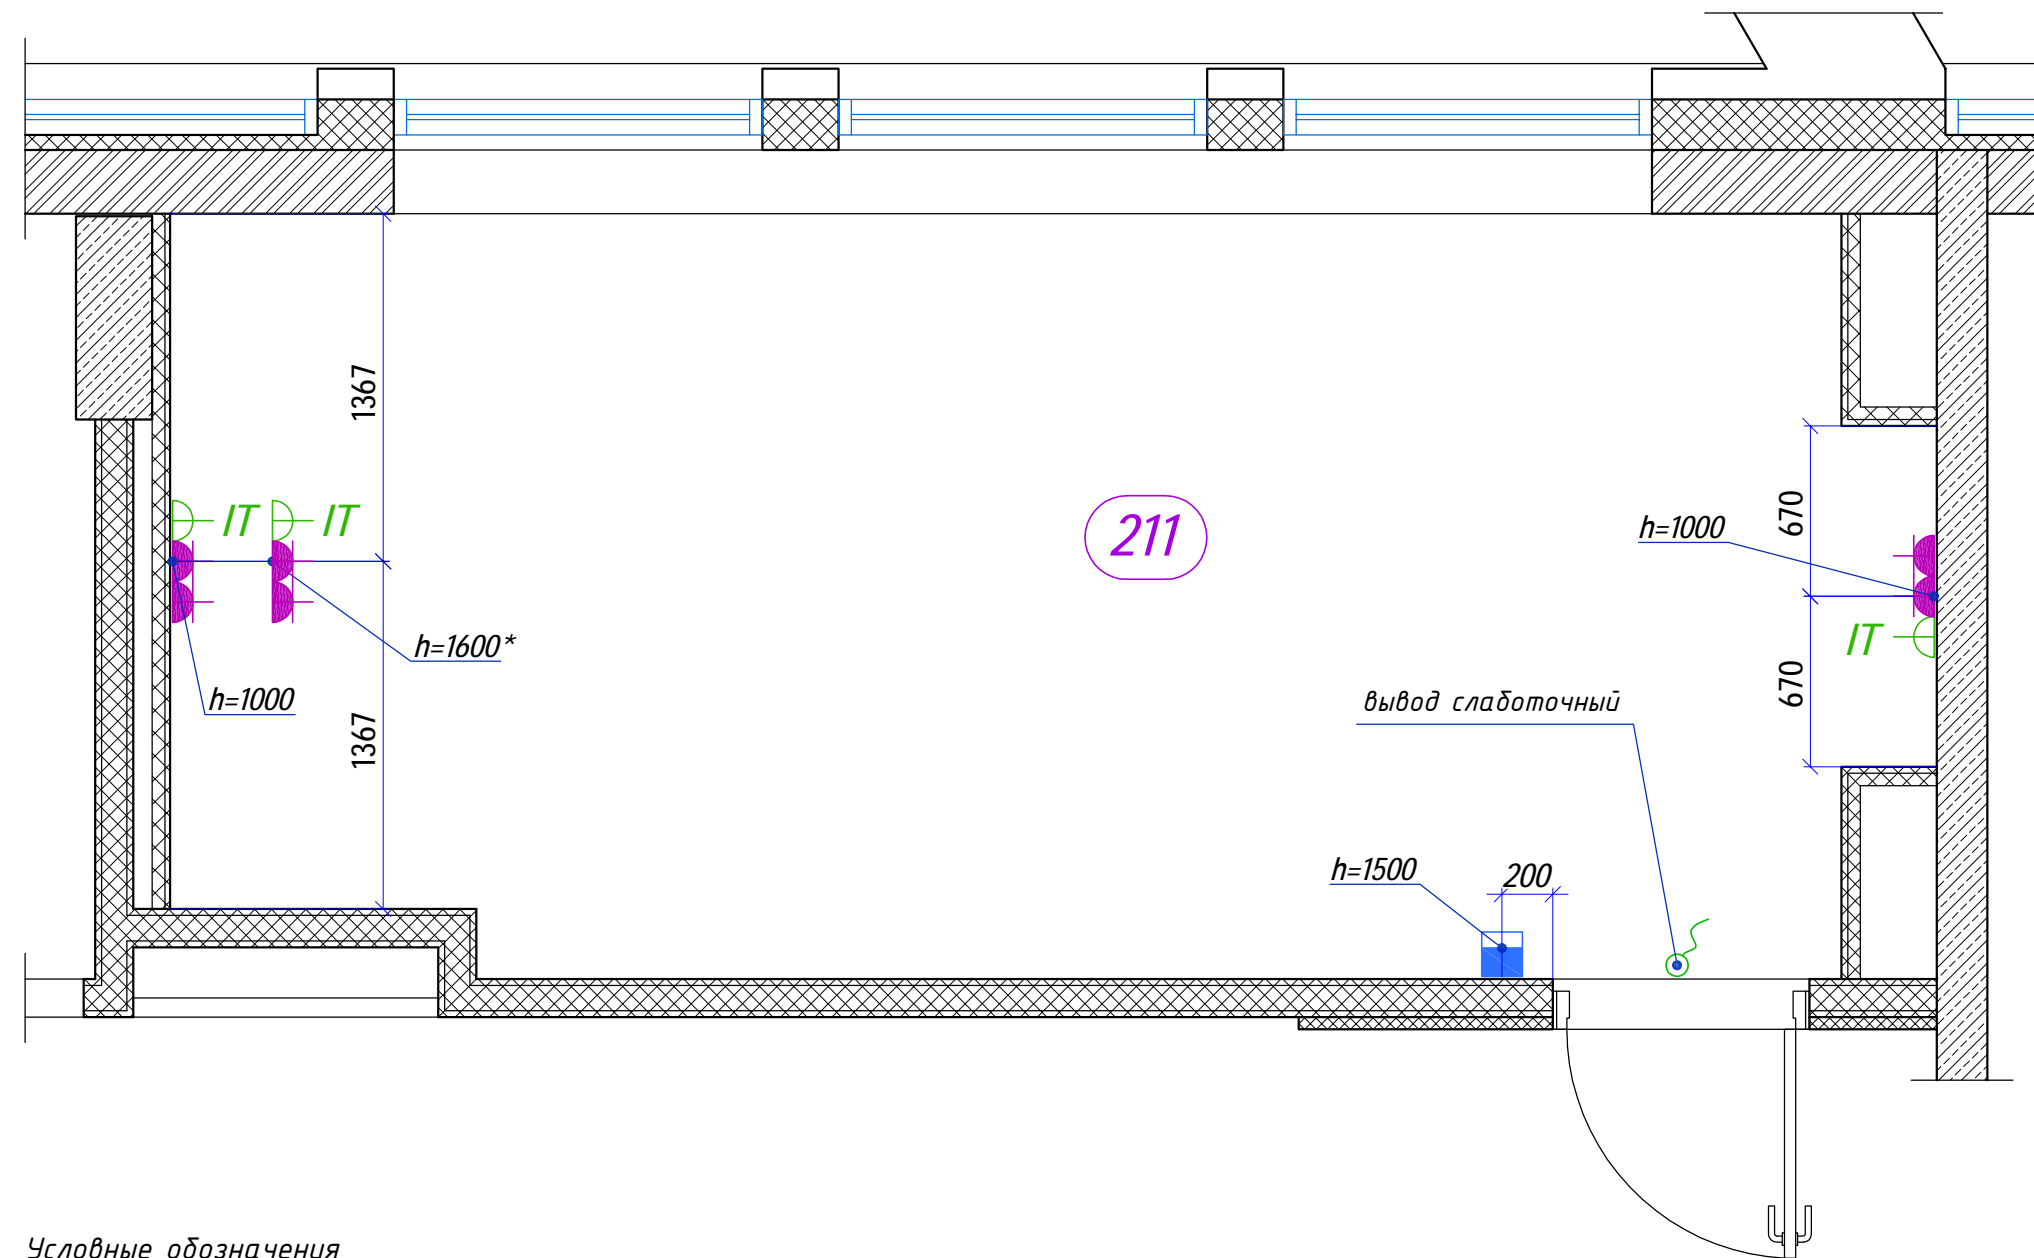 1367
IT
IT
211
h=1000
670
h=1600*
IT
h=1000
1367
670
вывод слаботочный
h=1500
200
Условные обозначения